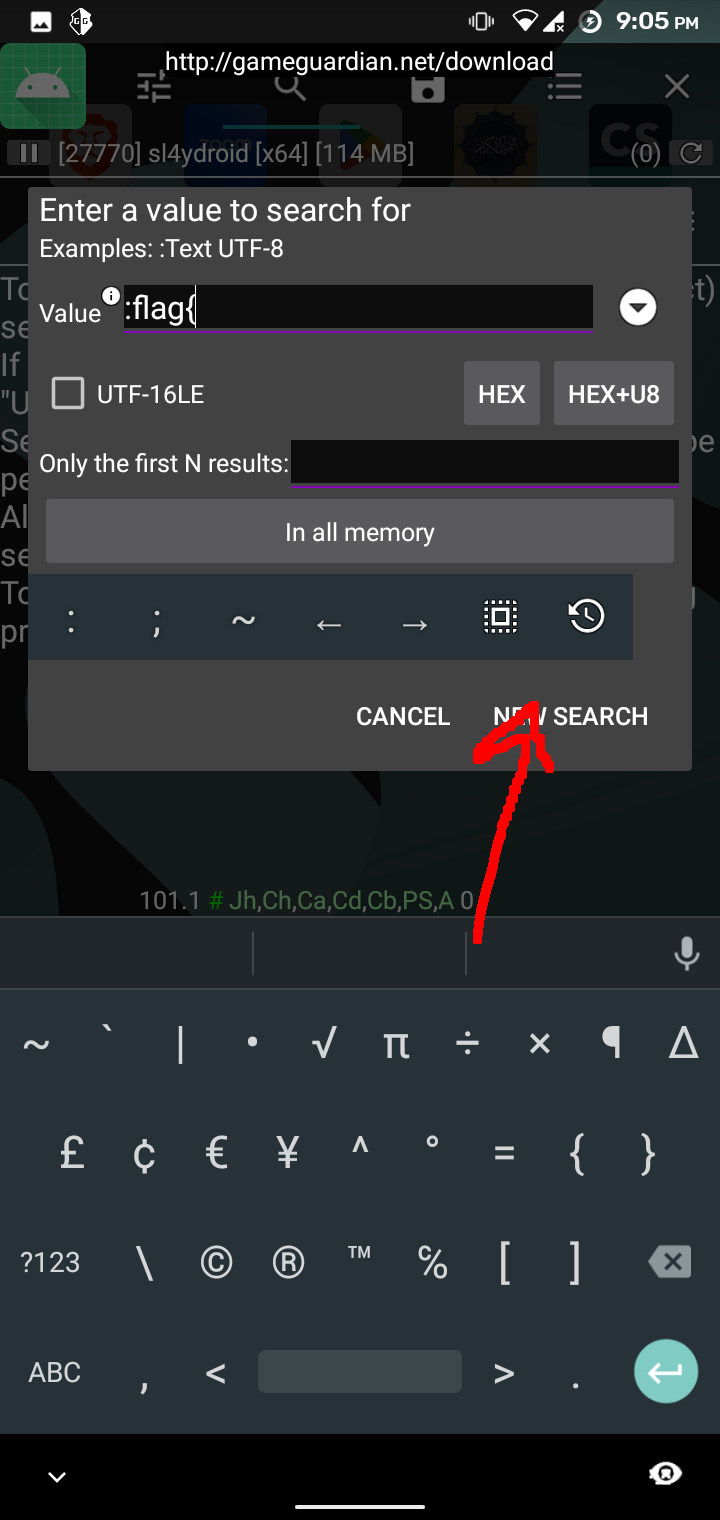 9:05 PM
http://gameguardian.net/download
[27770] sl4ydroid [x64] [114 MB]
(0)
Enter a value to search for
Examples: :Text UTF-8
Value
:flag{
UTF-16LE
HEX
HEX+U8
Only the first N results:
In all memory
: ; ~ ← →
CANCEL NEW SEARCH
101.1 # Jh,Ch,Ca,Cd,Cb,PS,A 0
~ ` | • √ π ÷ × ¶ ∆
£ ¢ € ¥ ^ ° = { }
?123 \ © ® ™ ℅ [ ]
ABC , < > .